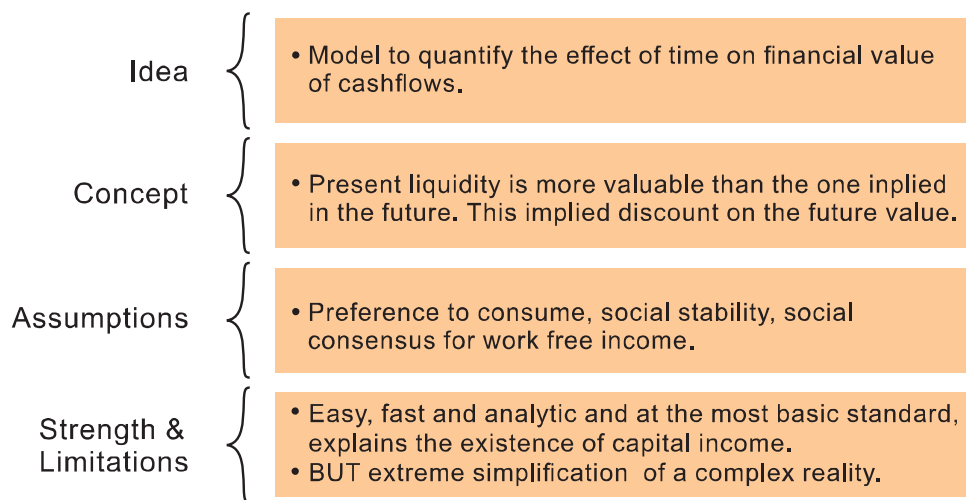 Idea
• Model to quantify the effect of time on financial value
of cashflows.
Concept
• Present liquidity is more valuable than the one inplied
in the future. This implied discount on the future value.
Assumptions
• Preference to consume, social stability, social
consensus for work free income.
Strength &
Limitations
• Easy, fast and analytic and at the most basic standard,
explains the existence of capital income.
• BUT extreme simplification of a complex reality.